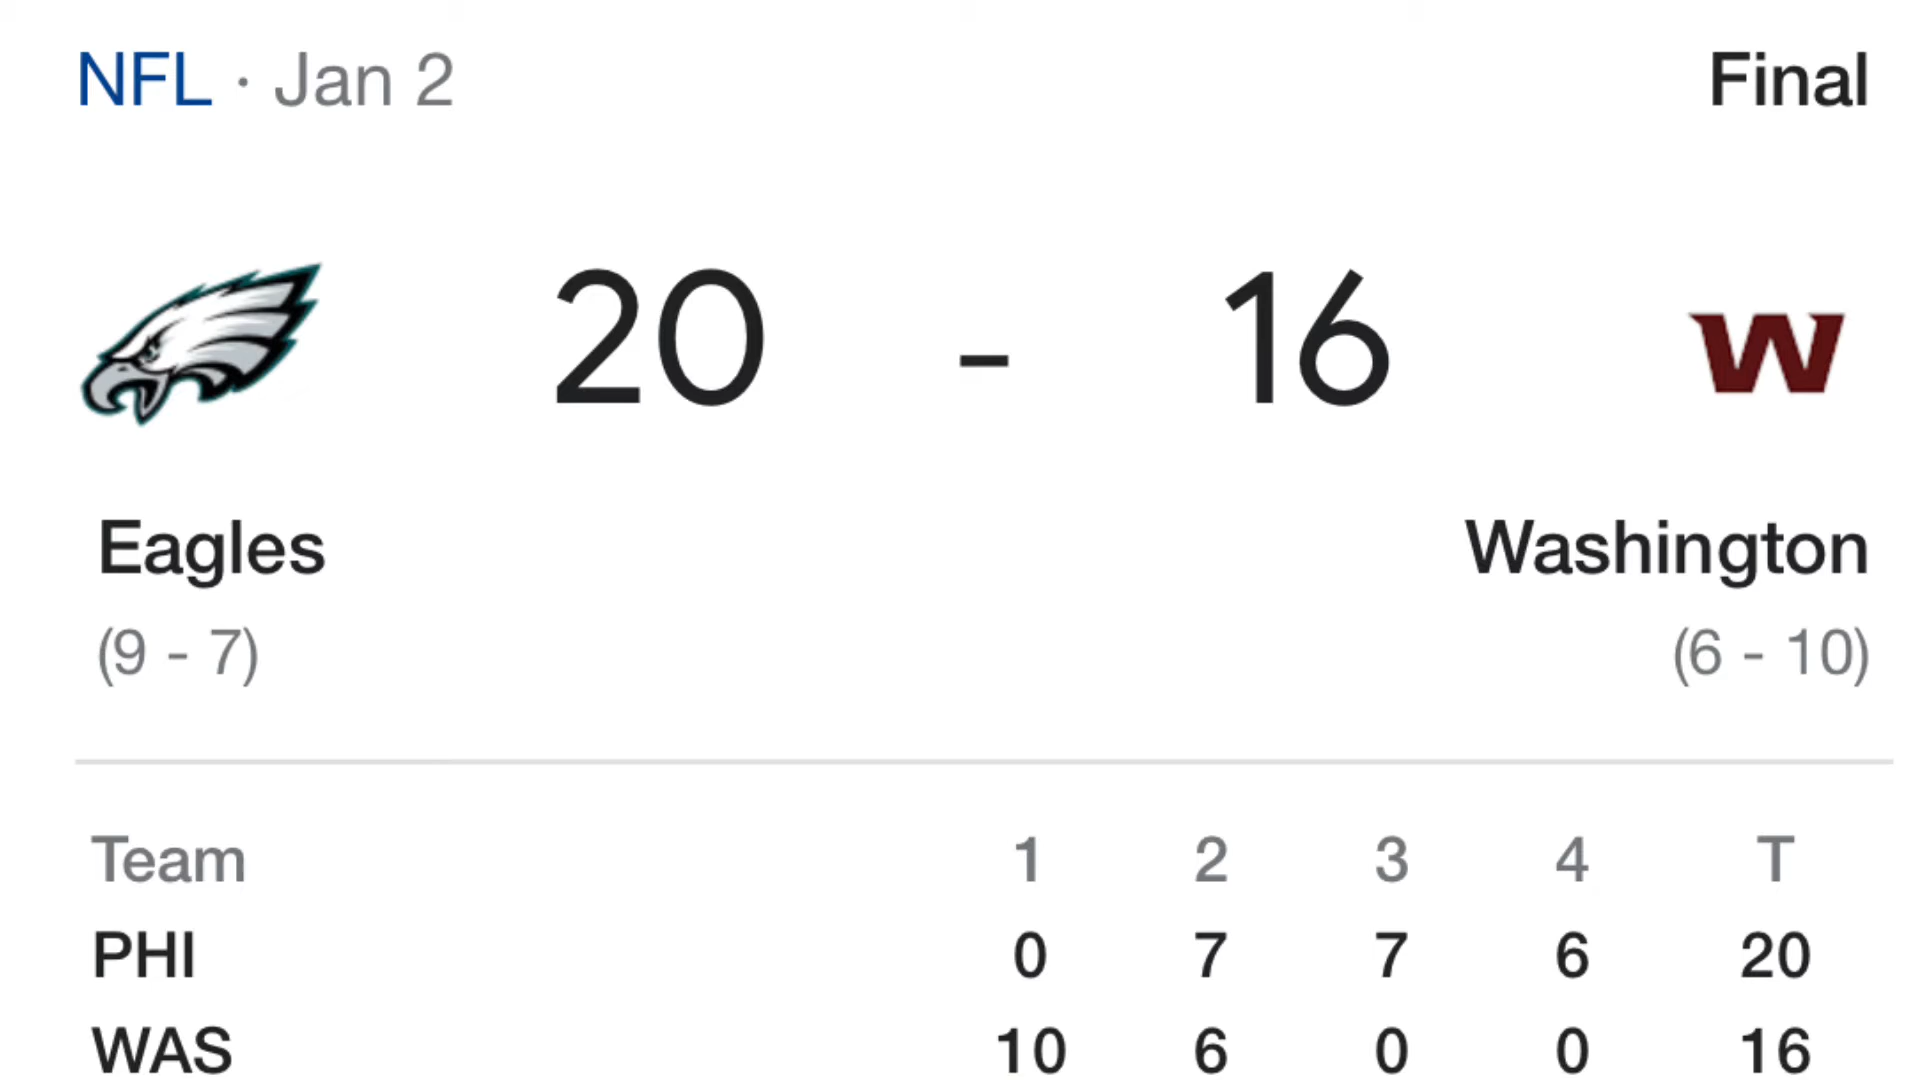 NFL · Jan 2 Final
20 - 16
W
Eagles Washington
(9 - 7) (6 - 10)
Team 1 2 3 4 T
PHI 0 7 7 6 20
WAS 10 6 0 0 16